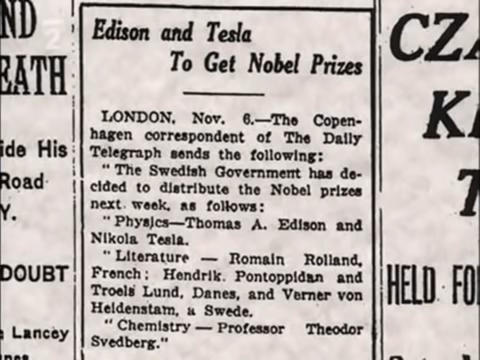 ND
EATH
ide His
Road
Y.
DOUBT
Lancey
Edison and Tesla
To Get Nobel Prizes
LONDON, Nov. 6.—The Copen-
hagen correspondent of The Daily
Telegraph sends the following:
"The Swedish Government has de-
cided to distribute the Nobel prizes
next week, as follows:
"Physics—Thomas A. Edison and
Nikola Tesla.
"Literature — Romain Rolland,
French; Hendrik Pontoppidan and
Troels Lund, Danes, and Verner von
Heidenstam, a Swede.
"Chemistry — Professor Theodor
Svedberg."
CZA
K
T
HELD FO